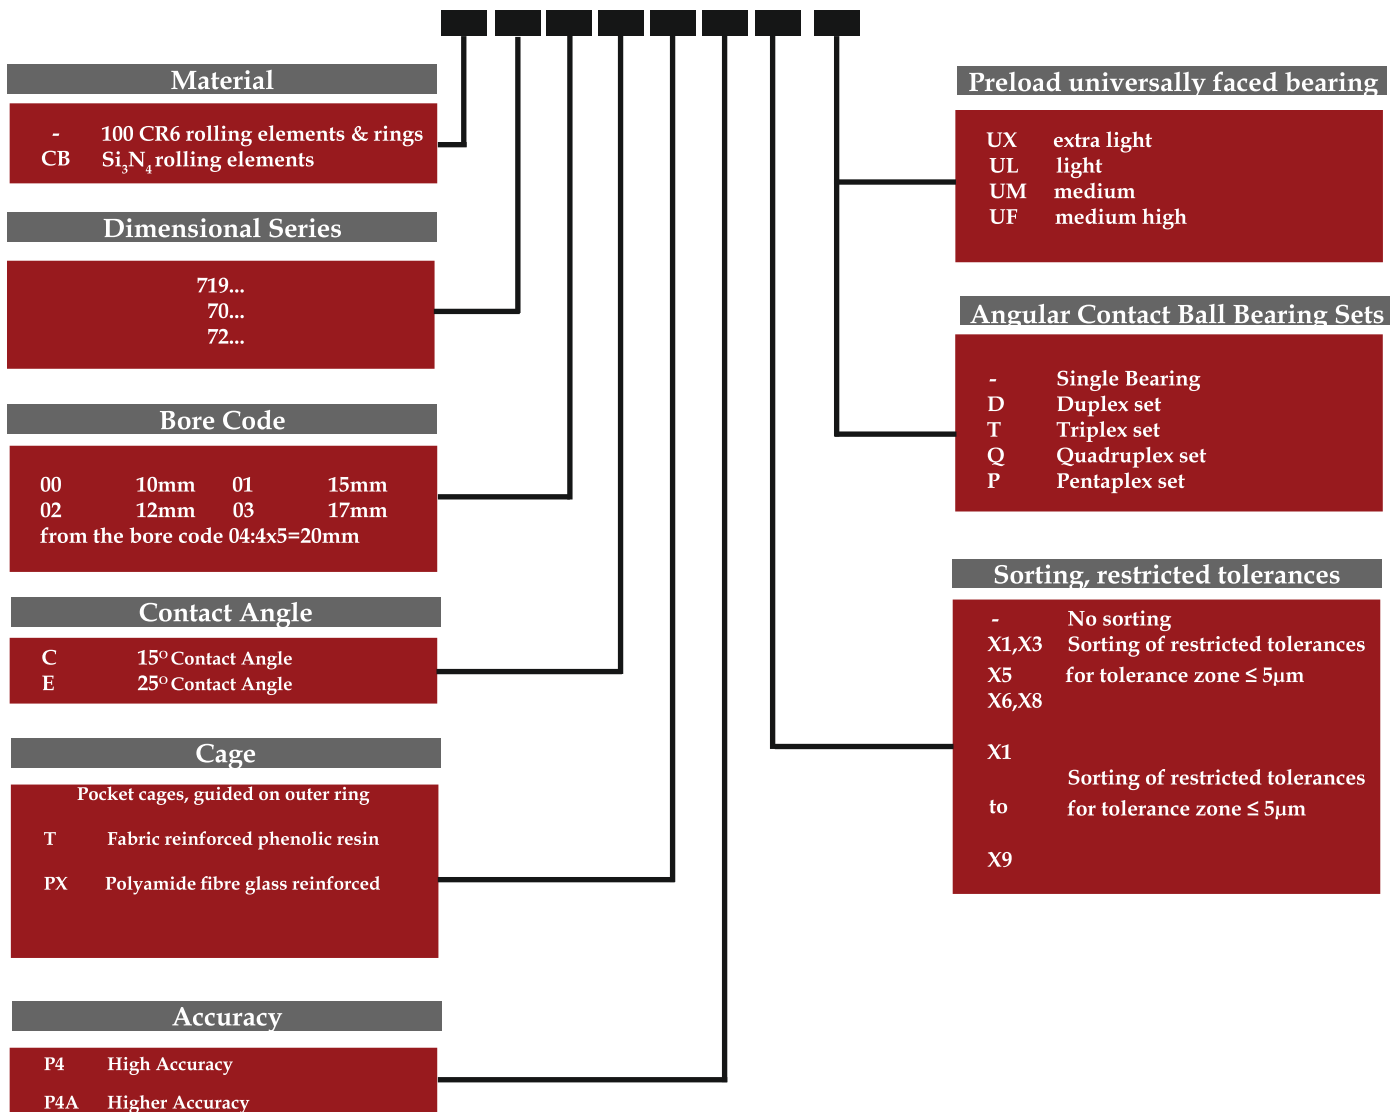 Material
- 100 CR6 rolling elements & rings
CB Si₃N₄ rolling elements
Dimensional Series
719...
70...
72...
Bore Code
00 10mm 01 15mm
02 12mm 03 17mm
from the bore code 04:4x5=20mm
Contact Angle
C 15° Contact Angle
E 25° Contact Angle
Cage
Pocket cages, guided on outer ring
T Fabric reinforced phenolic resin
PX Polyamide fibre glass reinforced
Accuracy
P4 High Accuracy
P4A Higher Accuracy
Preload universally faced bearing
UX extra light
UL light
UM medium
UF medium high
Angular Contact Ball Bearing Sets
- Single Bearing
D Duplex set
T Triplex set
Q Quadruplex set
P Pentaplex set
Sorting, restricted tolerances
- No sorting
X1,X3 Sorting of restricted tolerances
X5 for tolerance zone ≤ 5µm
X6,X8
X1
Sorting of restricted tolerances
to for tolerance zone ≤ 5µm
X9